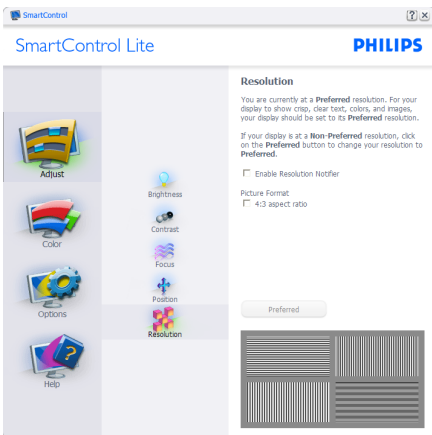 SmartControl
SmartControl Lite
PHILIPS
Adjust
Color
Options
Help
Brightness
Contrast
Focus
Position
Resolution
Resolution
You are currently at a Preferred resolution. For your
display to show crisp, clear text, colors, and images,
your display should be set to its Preferred resolution.
If your display is at a Non-Preferred resolution, click
on the Preferred button to change your resolution to
Preferred.
Enable Resolution Notifier
Picture Format
4:3 aspect ratio
Preferred